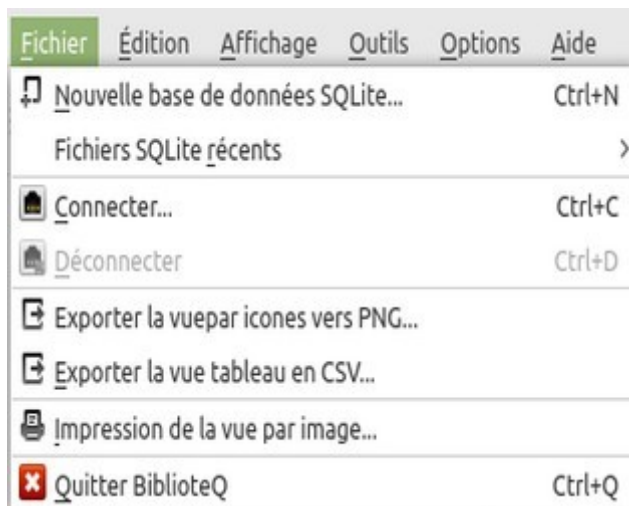 Fichier Édition Affichage Outils Options Aide
Nouvelle base de données SQLite... Ctrl+N
Fichiers SQLite récents
Connecter... Ctrl+C
Déconnecter Ctrl+D
Exporter la vuepar icones vers PNG...
Exporter la vue tableau en CSV...
Impression de la vue par image...
Quitter BiblioteQ Ctrl+Q